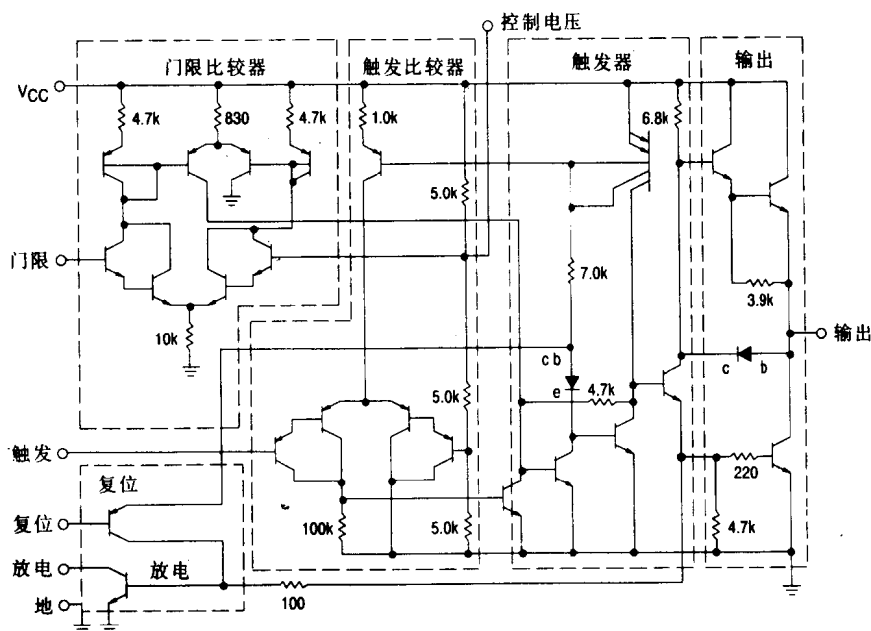 控制电压
门限比较器
触发比较器
触发器
输出
VCC
4.7k
830
4.7k
1.0k
6.8k
5.0k
门限
7.0k
3.9k
10k
输出
c b
c
b
e
4.7k
5.0k
触发
复位
220
复位
100k
5.0k
4.7k
放电
放电
100
地